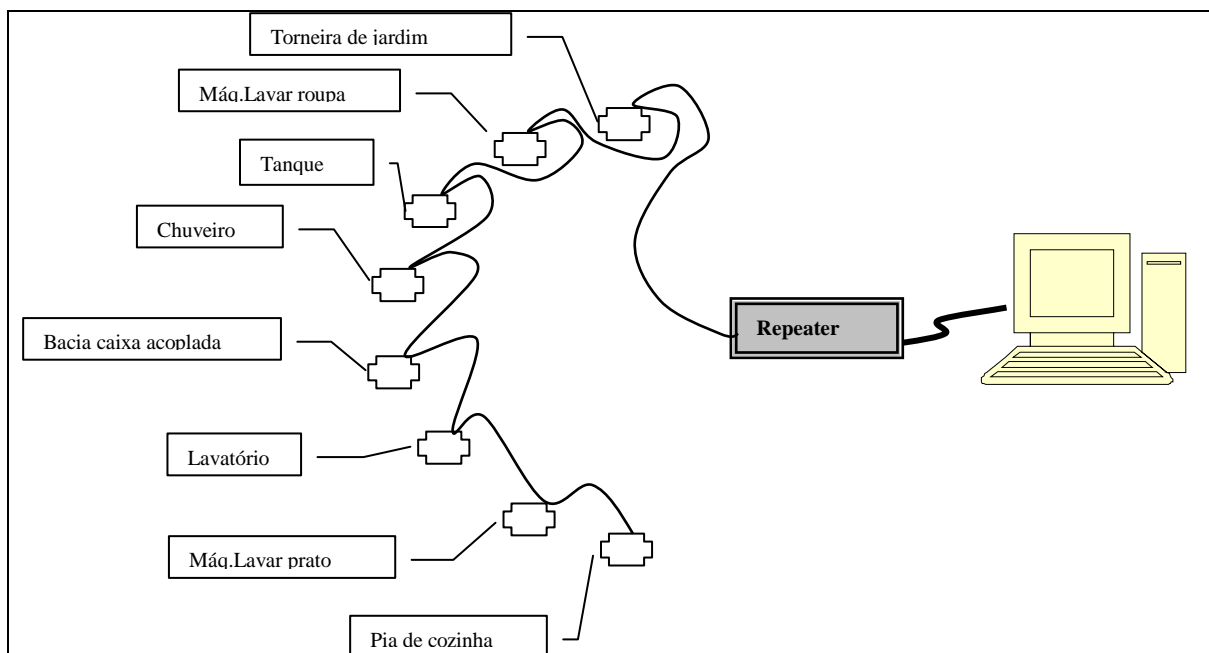 Torneira de jardim
Máq.Lavar roupa
Tanque
Chuveiro
Repeater
Bacia caixa acoplada
Lavatório
Máq.Lavar prato
Pia de cozinha